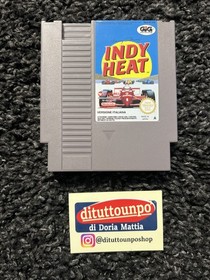 GIG
INDY
HEAT
VERSIONE ITALIANA
dituttounpo
di Doria Mattia
@dituttounposhop